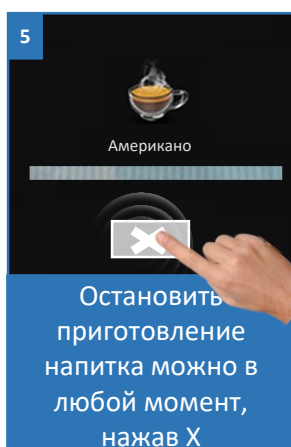 5
Американо
Остановить
приготовление
напитка можно в
любой момент,
нажав X